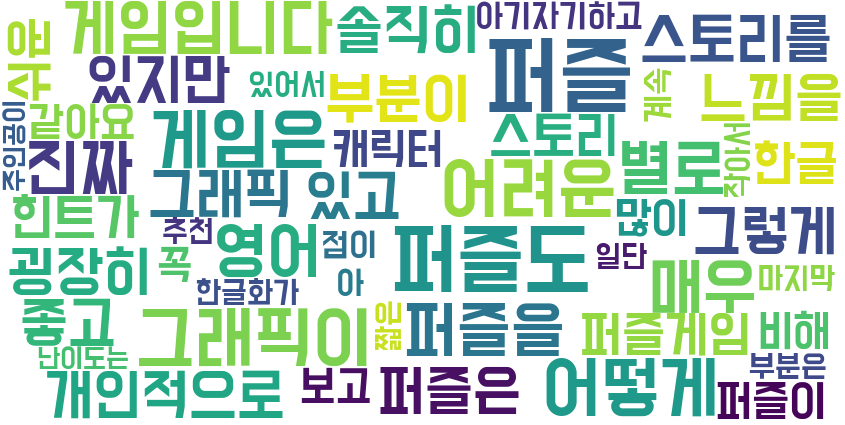 쉬운
게임입니다
솔직히
아기자기하고
스토리를
있지만
있어서
부분이
퍼즐
계속
느낌을
주인공이
같아요
게임은
캐릭터
스토리
별로
작아서
한글
진짜
그래픽
있고
어려운
많이
그렇게
힌트가
추천
영어
점이
퍼즐도
일단
굉장히
꼭
한글화가
아
매우
마지막
좋고
그래픽이
짧은
퍼즐을
퍼즐게임
비해
난이도는
개인적으로
보고
퍼즐은
어떻게
부분은
퍼즐이